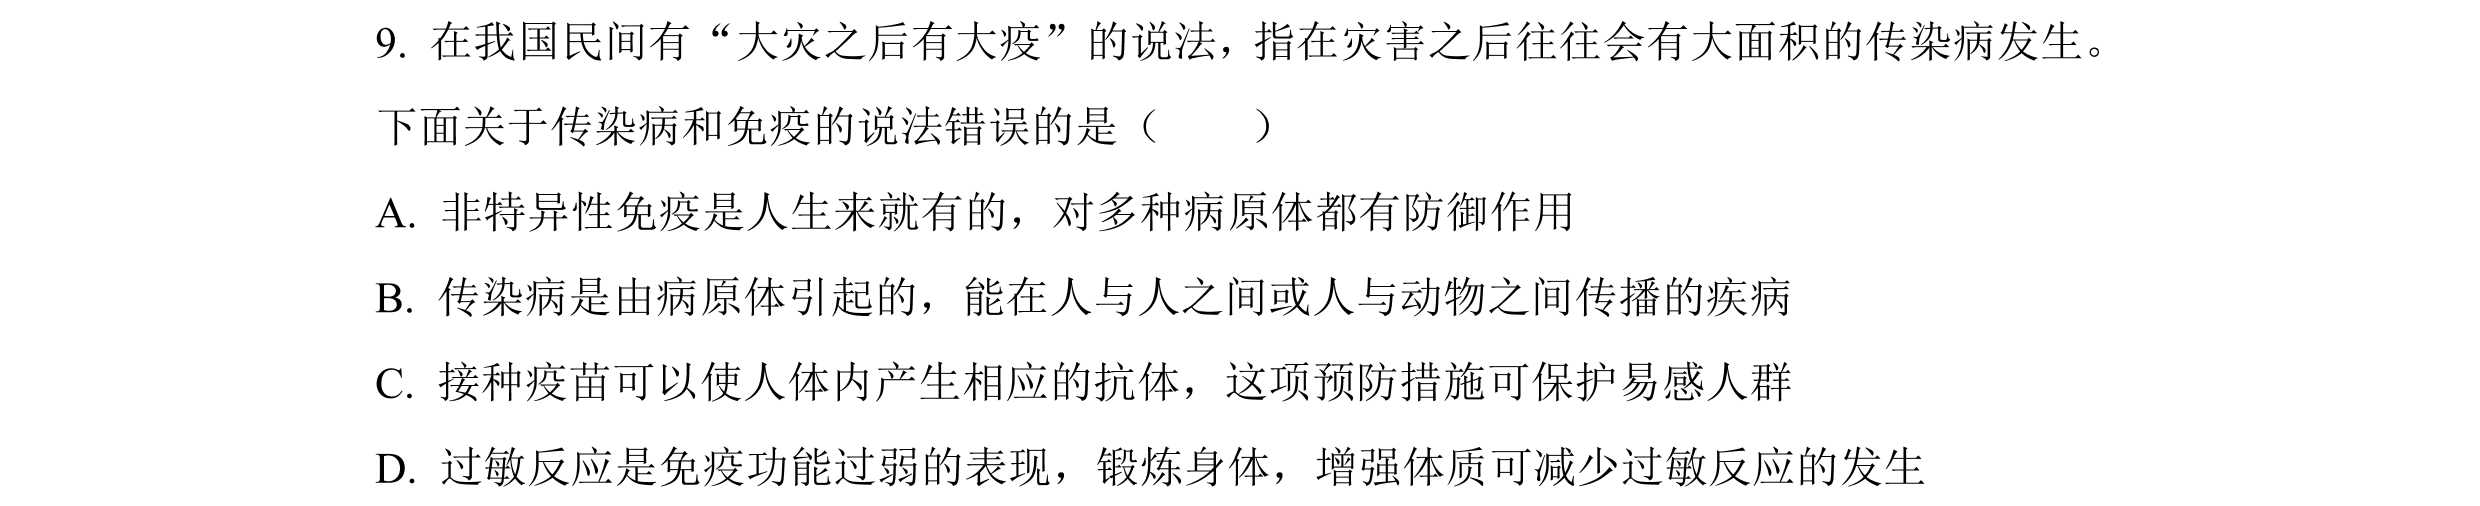 9. 在我国民间有“大灾之后有大疫”的说法，指在灾害之后往往会有大面积的传染病发生。
下面关于传染病和免疫的说法错误的是（　　）
A. 非特异性免疫是人生来就有的，对多种病原体都有防御作用
B. 传染病是由病原体引起的，能在人与人之间或人与动物之间传播的疾病
C. 接种疫苗可以使人体内产生相应的抗体，这项预防措施可保护易感人群
D. 过敏反应是免疫功能过弱的表现，锻炼身体，增强体质可减少过敏反应的发生